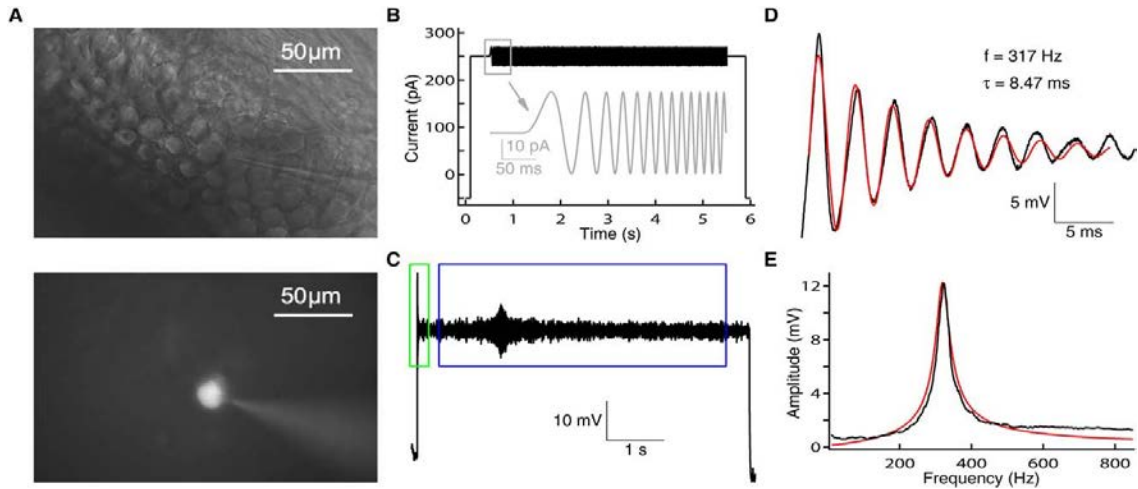 A
50µm
50µm
B
300
250
200
100
0
Current (pA)
10 pA
50 ms
0 1 2 3 4 5 6
Time (s)
C
10 mV
1 s
D
f = 317 Hz
τ = 8.47 ms
5 mV
5 ms
E
12
8
4
0
Amplitude (mV)
200 400 600 800
Frequency (Hz)